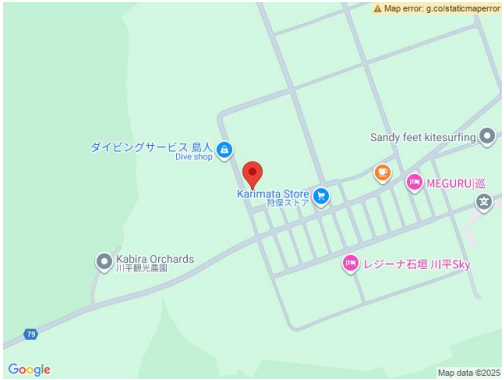 Map error: g.co/staticmaperror
Sandy feet kitesurfing
ダイビングサービス 島人
Dive shop
MEGURU|巡
Karimata Store
狩俣ストア
文
Kabira Orchards
川平観光農園
レジーナ石垣 川平Sky
79
Google
Map data ©2025